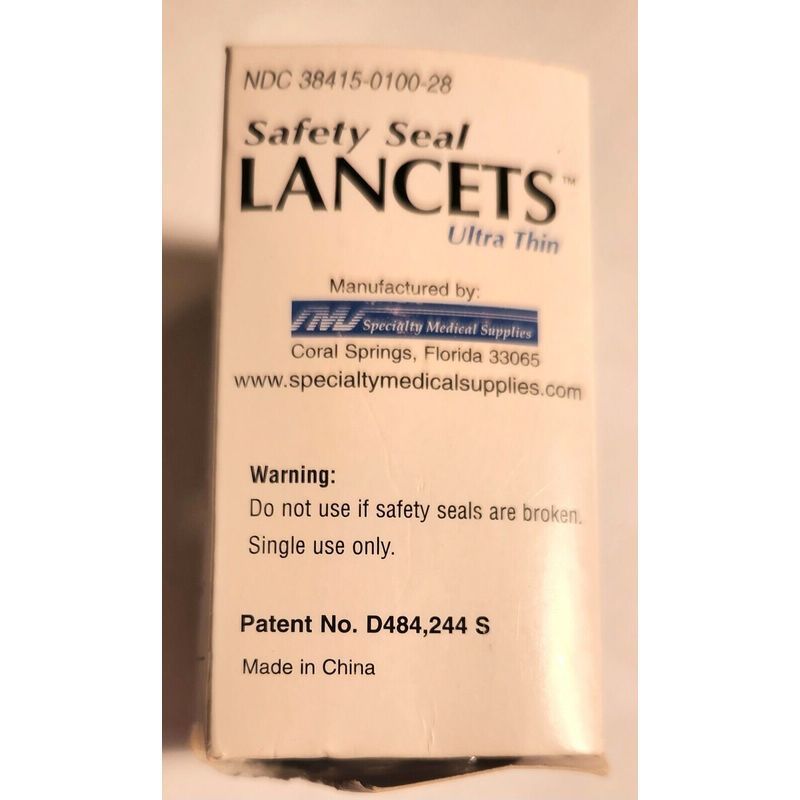 NDC 38415-0100-28
Safety Seal
LANCETS™
Ultra Thin
Manufactured by:
SMS Specialty Medical Supplies
Coral Springs, Florida 33065
www.specialtymedicalsupplies.com
Warning:
Do not use if safety seals are broken.
Single use only.
Patent No. D484,244 S
Made in China